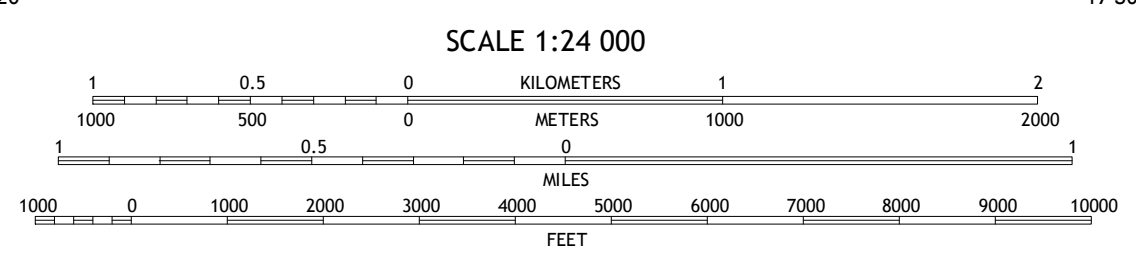 SCALE 1:24 000
1 0.5 0 KILOMETERS 1 2
1000 500 0 METERS 1000 2000
1 0.5 0 1
MILES
1000 0 1000 2000 3000 4000 5000 6000 7000 8000 9000 10000
FEET